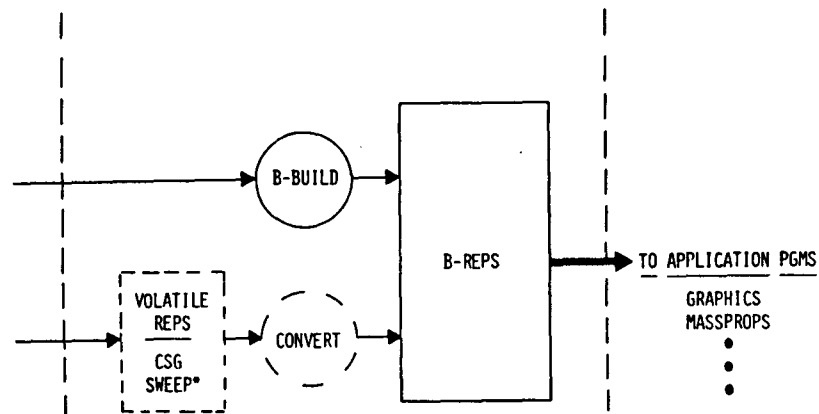 B-BUILD
B-REPS
TO APPLICATION PGMS
GRAPHICS
MASSPROPS
VOLATILE
REPS
CSG
SWEEP*
CONVERT